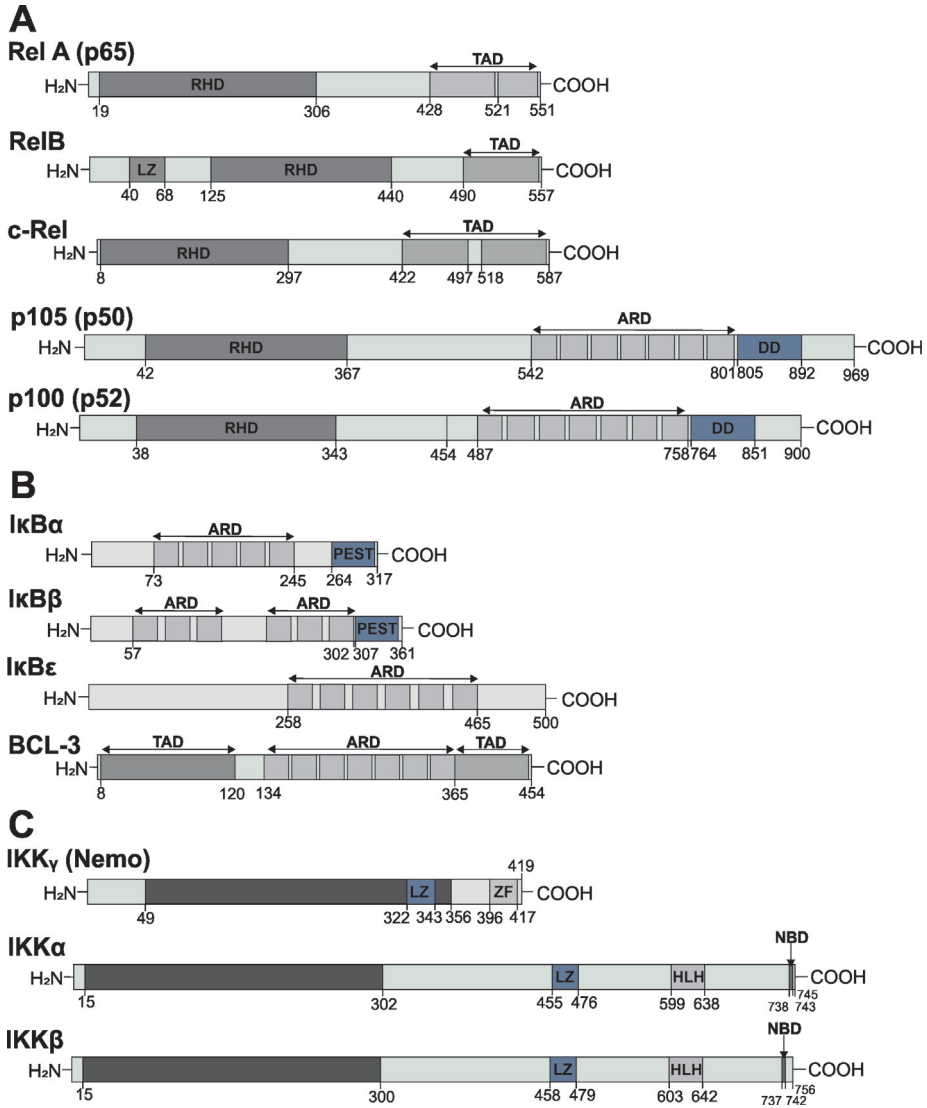 A
Rel A (p65)
TAD
H₂N RHD COOH
19 306 428 521 551
RelB
TAD
H₂N LZ RHD COOH
40 68 125 440 490 557
c-Rel
TAD
H₂N RHD COOH
8 297 422 497 518 587
p105 (p50)
ARD
H₂N RHD DD COOH
42 367 542 801 805 892 969
p100 (p52)
ARD
H₂N RHD DD COOH
38 343 454 487 758 764 851 900
B
IκBα
ARD
H₂N PEST COOH
73 245 264 317
IκBβ
ARD ARD
H₂N PEST COOH
57 302 307 361
IκBε
ARD
H₂N COOH
258 465 500
BCL-3
TAD ARD TAD
H₂N COOH
8 120 134 365 454
C
IKKγ (Nemo)
419
H₂N LZ ZF COOH
49 322 343 356 396 417
IKKα
NBD
H₂N LZ HLH COOH
745
15 302 455 476 599 638 738 743
IKKβ
NBD
H₂N LZ HLH COOH
756
15 300 458 479 603 642 737 742